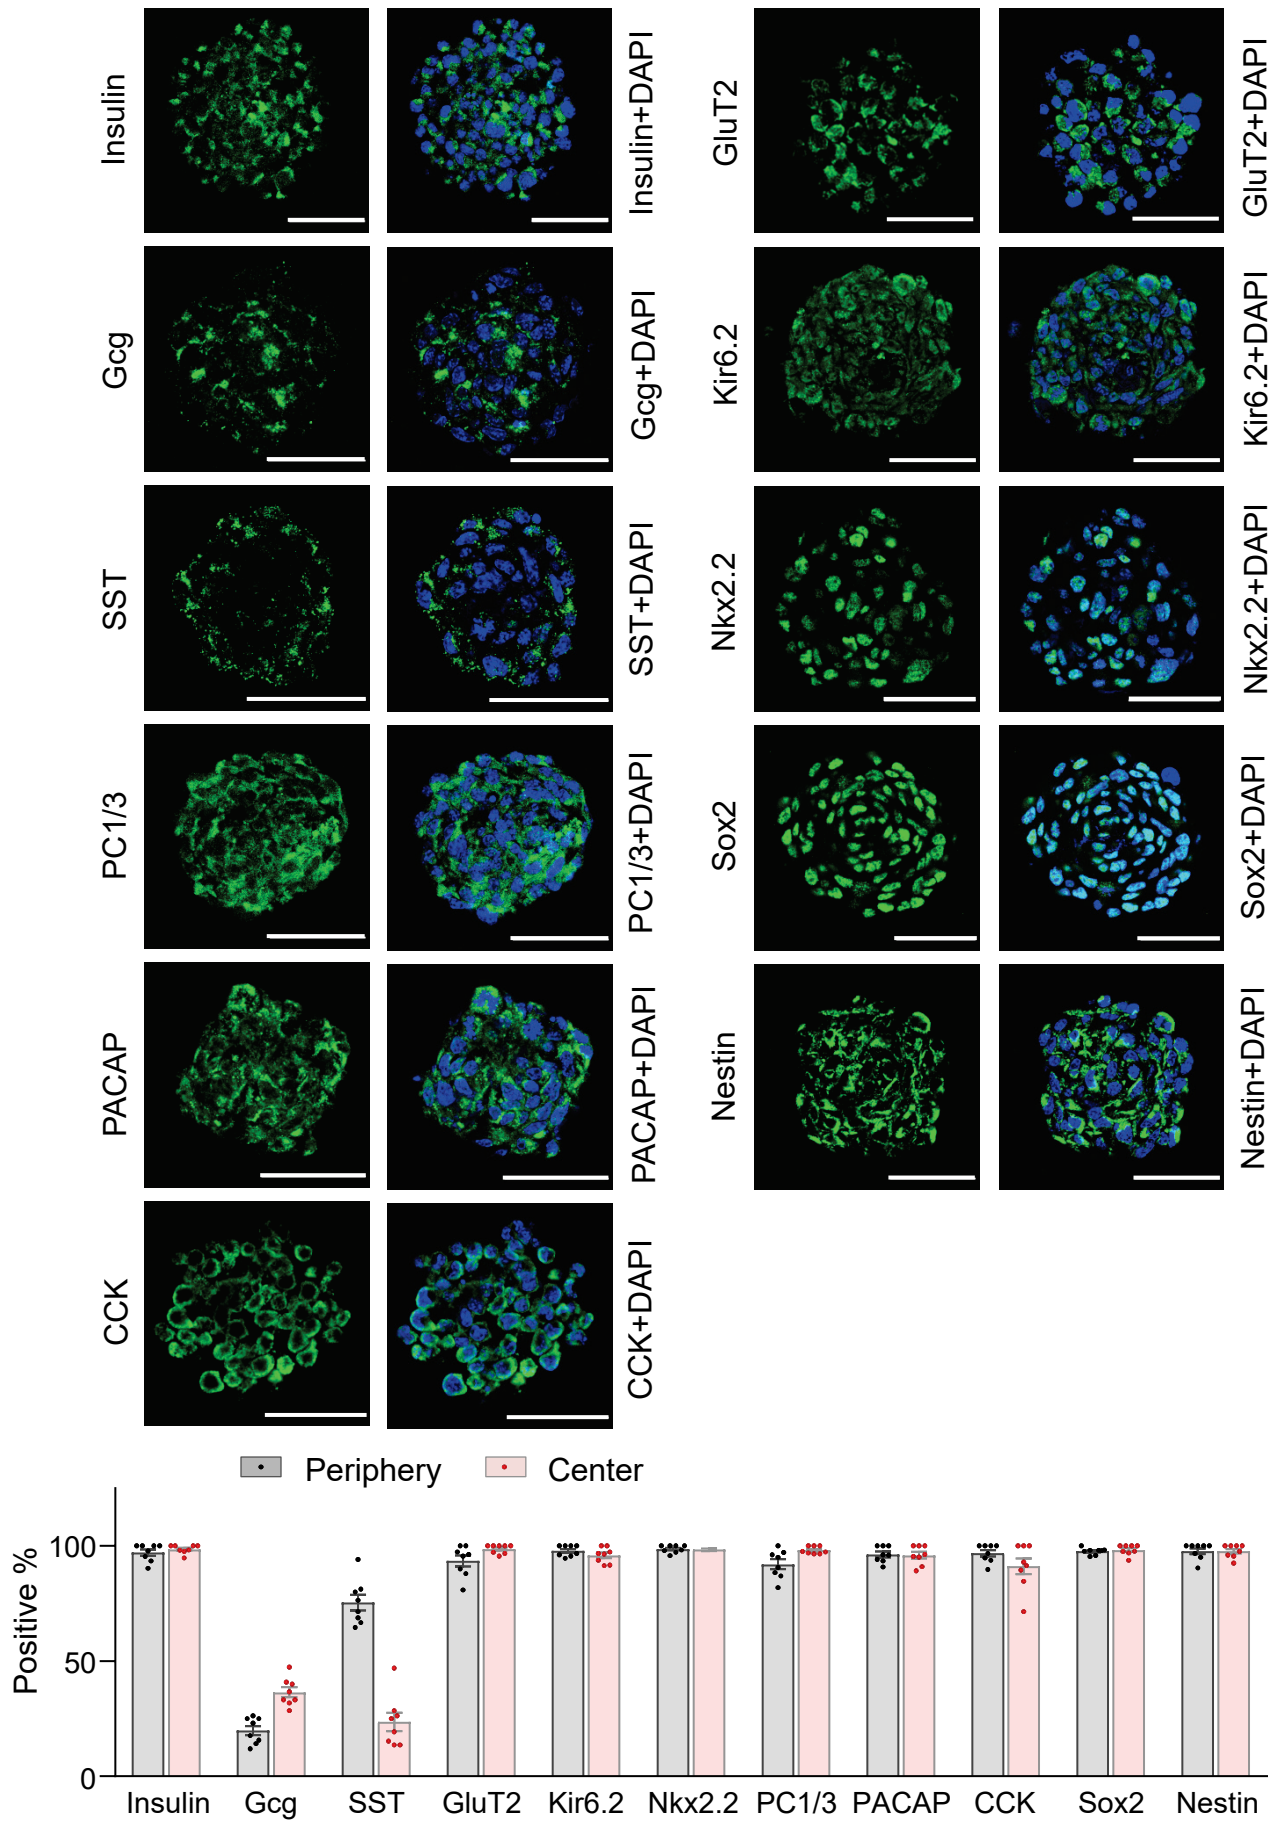 Insulin
Insulin+DAPI
GluT2
GluT2+DAPI
Gcg
Gcg+DAPI
Kir6.2
Kir6.2+DAPI
SST
SST+DAPI
Nkx2.2
Nkx2.2+DAPI
PC1/3
PC1/3+DAPI
Sox2
Sox2+DAPI
PACAP
PACAP+DAPI
Nestin
Nestin+DAPI
CCK
CCK+DAPI
Periphery Center
Positive %
100
50
0
Insulin Gcg SST GluT2 Kir6.2 Nkx2.2 PC1/3 PACAP CCK Sox2 Nestin